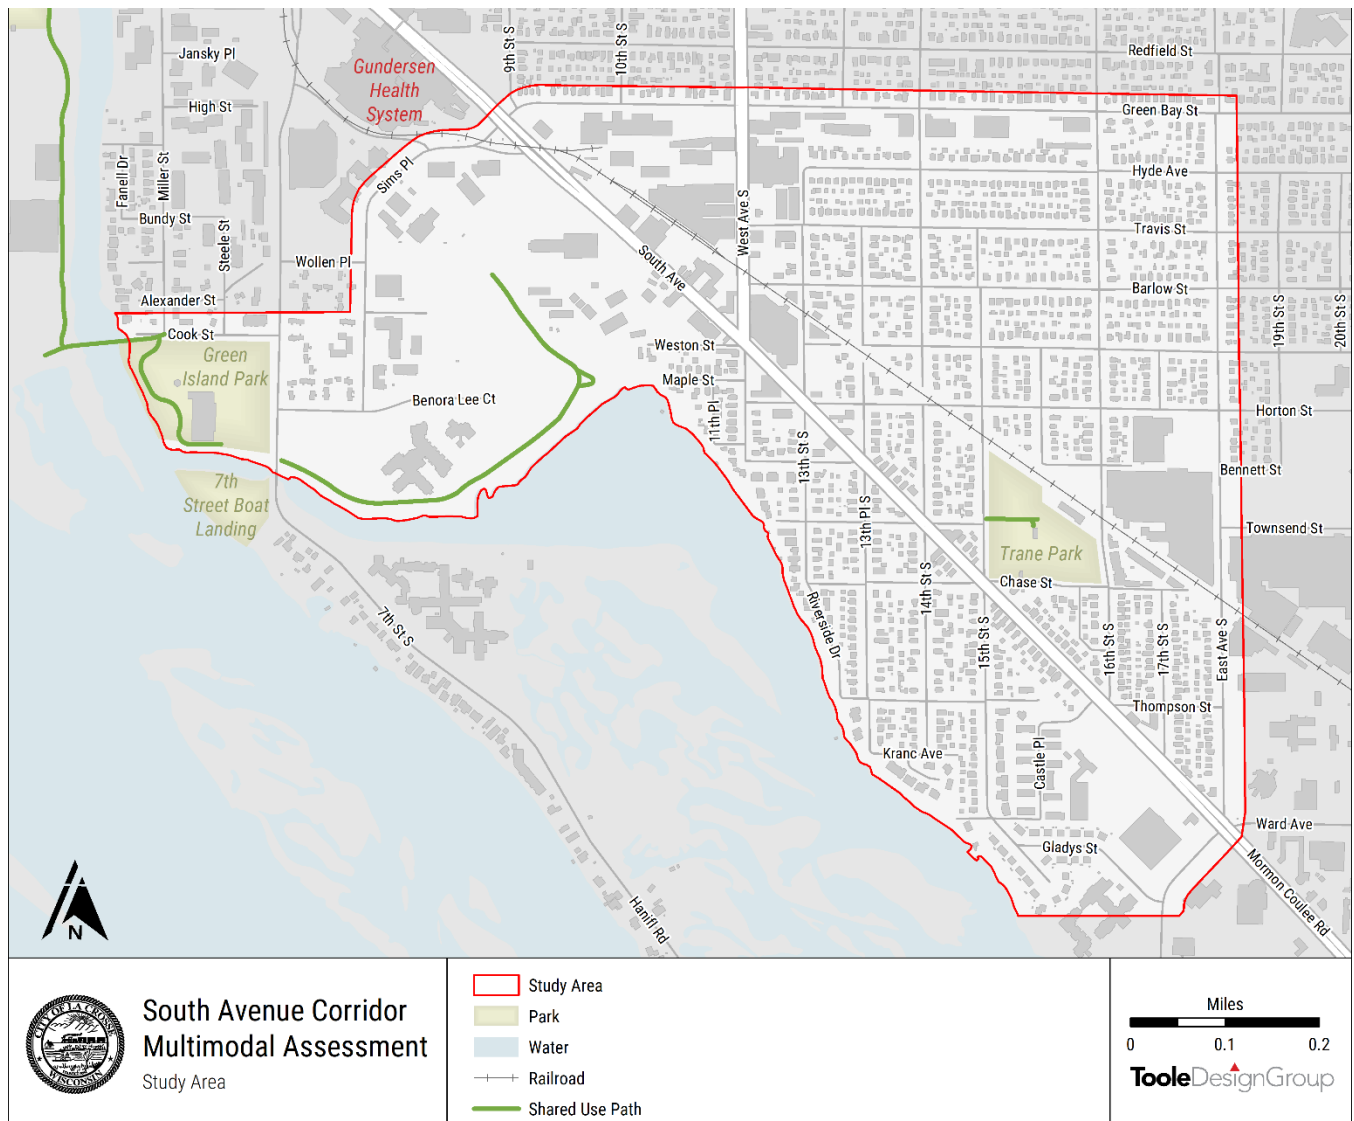 Jansky Pl
Gundersen
Health
System
9th St S
10th St S
Redfield St
High St
Green Bay St
Fanell Dr
Miller St
Sims Pl
Hyde Ave
Bundy St
Steele St
West Ave S
Travis St
Wollen Pl
South Ave
Barlow St
Alexander St
19th St S
20th St S
Cook St
Weston St
Green
Island Park
Maple St
Benora Lee Ct
11th Pl
Horton St
13th St S
Bennett St
7th
Street Boat
Landing
13th Pl S
Townsend St
Trane Park
Chase St
14th St S
Riverside Dr
7th St S
15th St S
16th St S
17th St S
East Ave S
Thompson St
Kranc Ave
Castle Pl
Ward Ave
Gladys St
Mormon Coulee Rd
Hanifl Rd
N
CITY OF LA CROSSE
WISCONSIN
South Avenue Corridor
Multimodal Assessment
Study Area
Study Area
Park
Water
Railroad
Shared Use Path
Miles
0 0.1 0.2
TooleDesignGroup